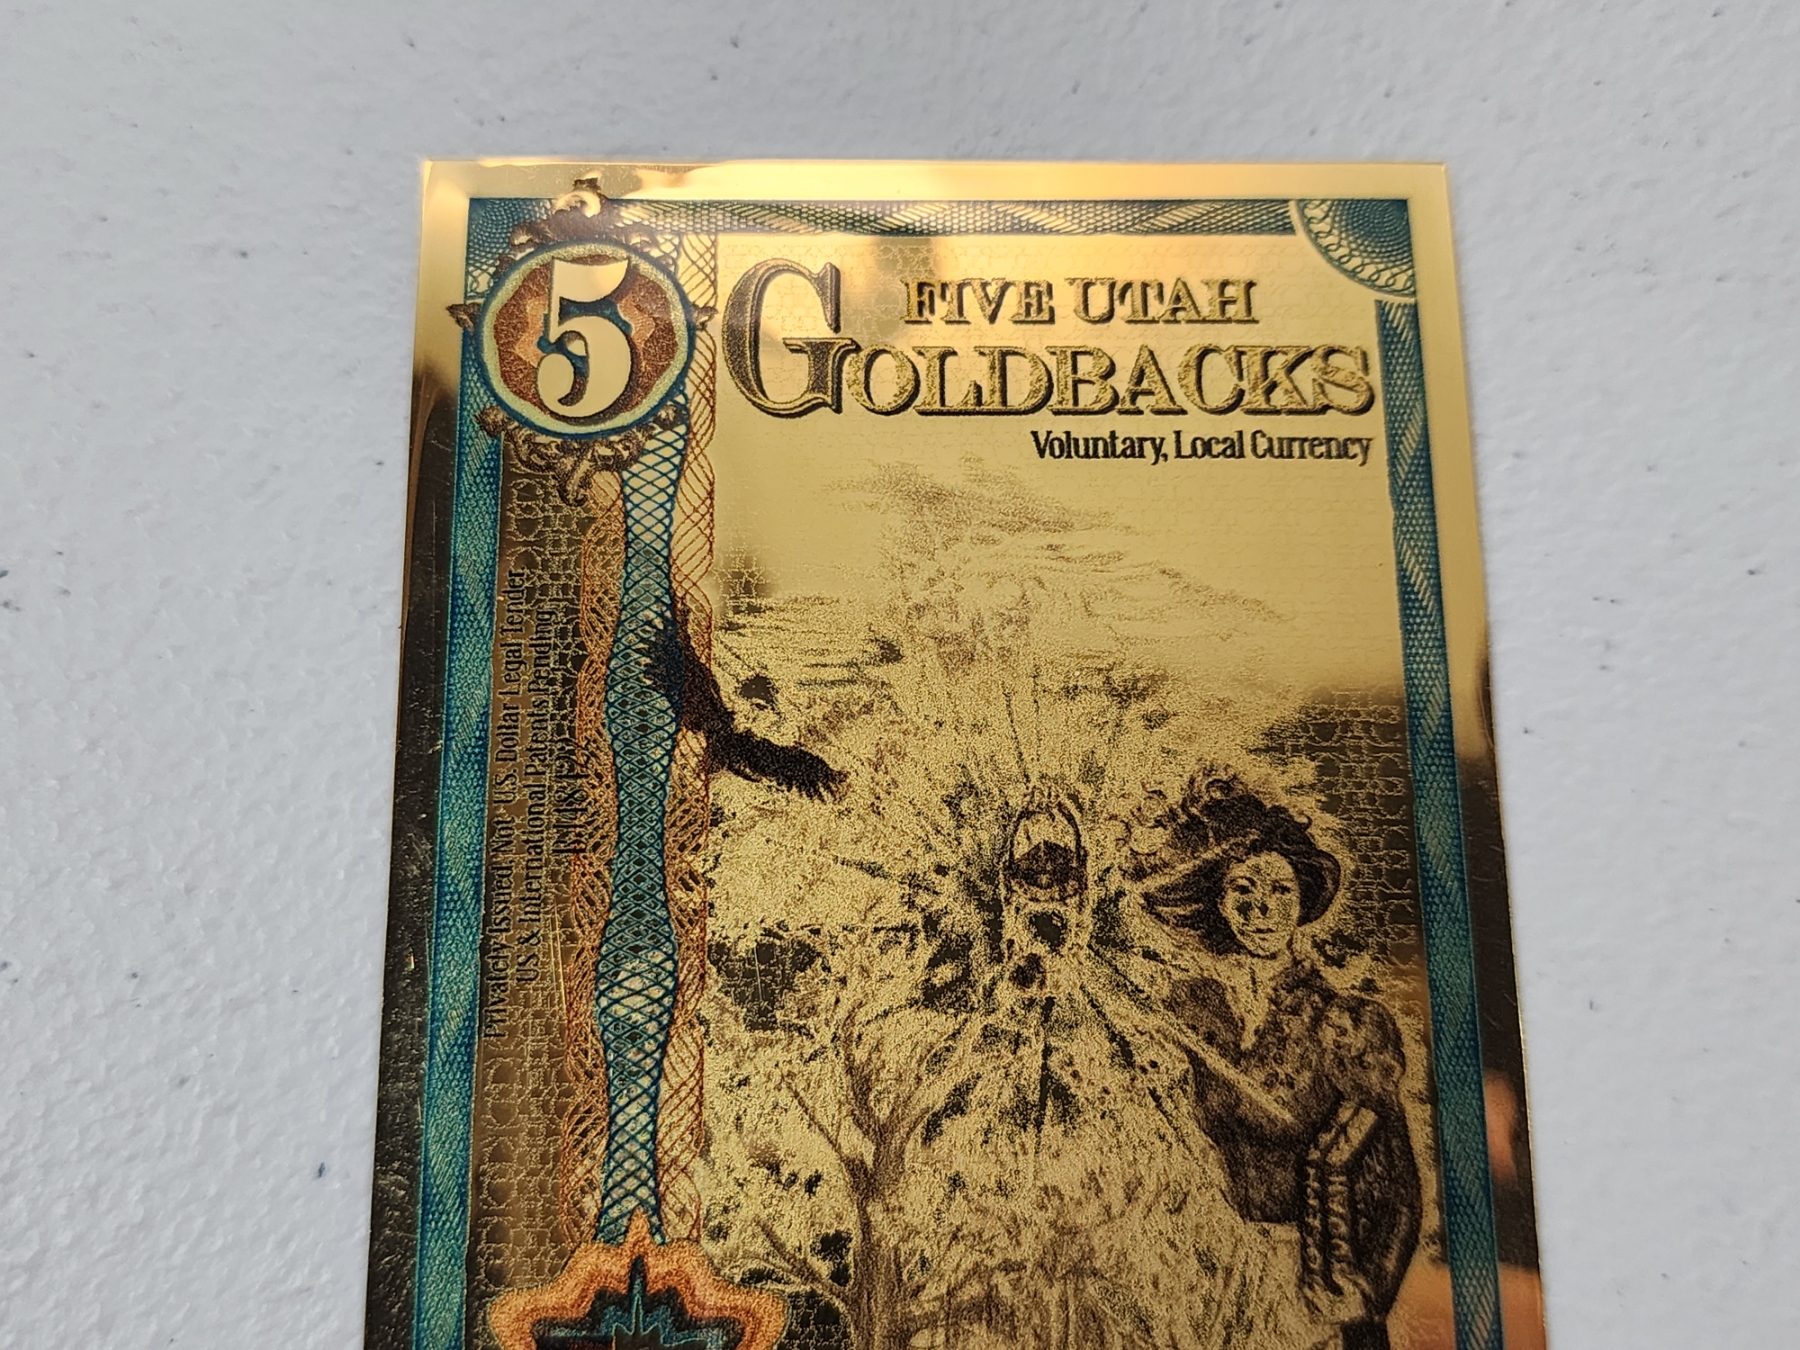 5
FIVE UTAH
GOLDBACKS
Voluntary, Local Currency
Privately Issued Not U.S. Dollar Legal Tender
US & International Patents Pending